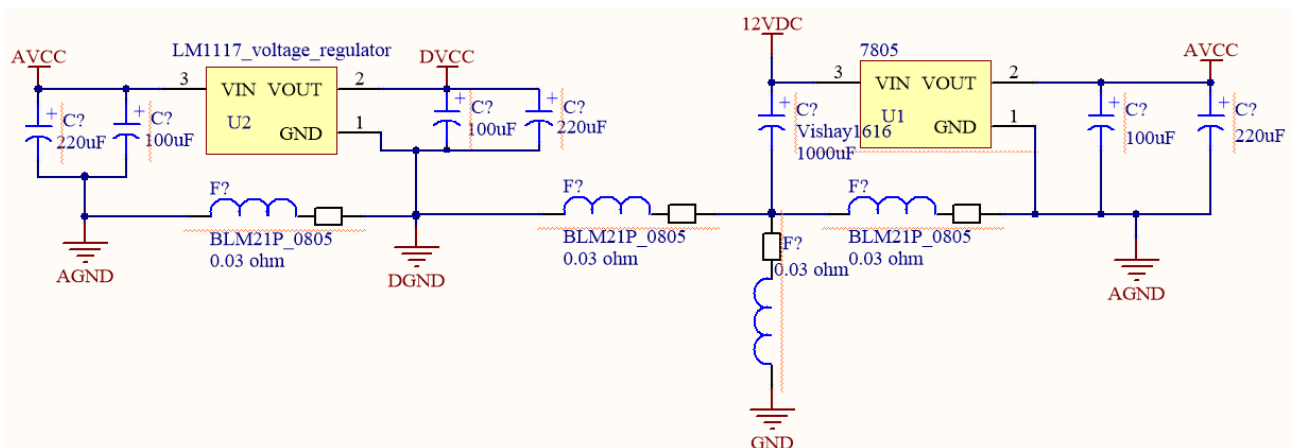 12VDC
LM1117_voltage_regulator
7805
AVCC
DVCC
AVCC
3
VIN
VOUT
2
U2
GND
1
C?
220uF
C?
100uF
C?
100uF
C?
220uF
3
VIN
VOUT
2
U1
GND
1
C?
Vishay1616
1000uF
C?
100uF
C?
220uF
F?
BLM21P_0805
0.03 ohm
F?
BLM21P_0805
0.03 ohm
F?
0.03 ohm
F?
BLM21P_0805
0.03 ohm
AGND
DGND
AGND
GND